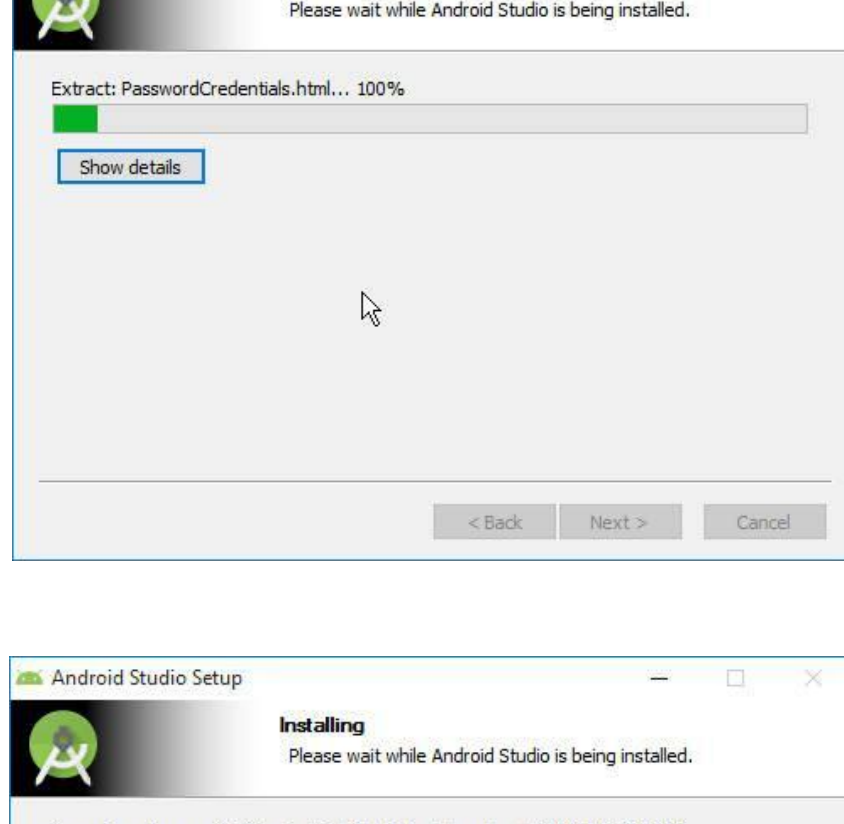 Please wait while Android Studio is being installed.
Extract: PasswordCredentials.html... 100%
Show details
< Back
Next >
Cancel
Android Studio Setup
Installing
Please wait while Android Studio is being installed.